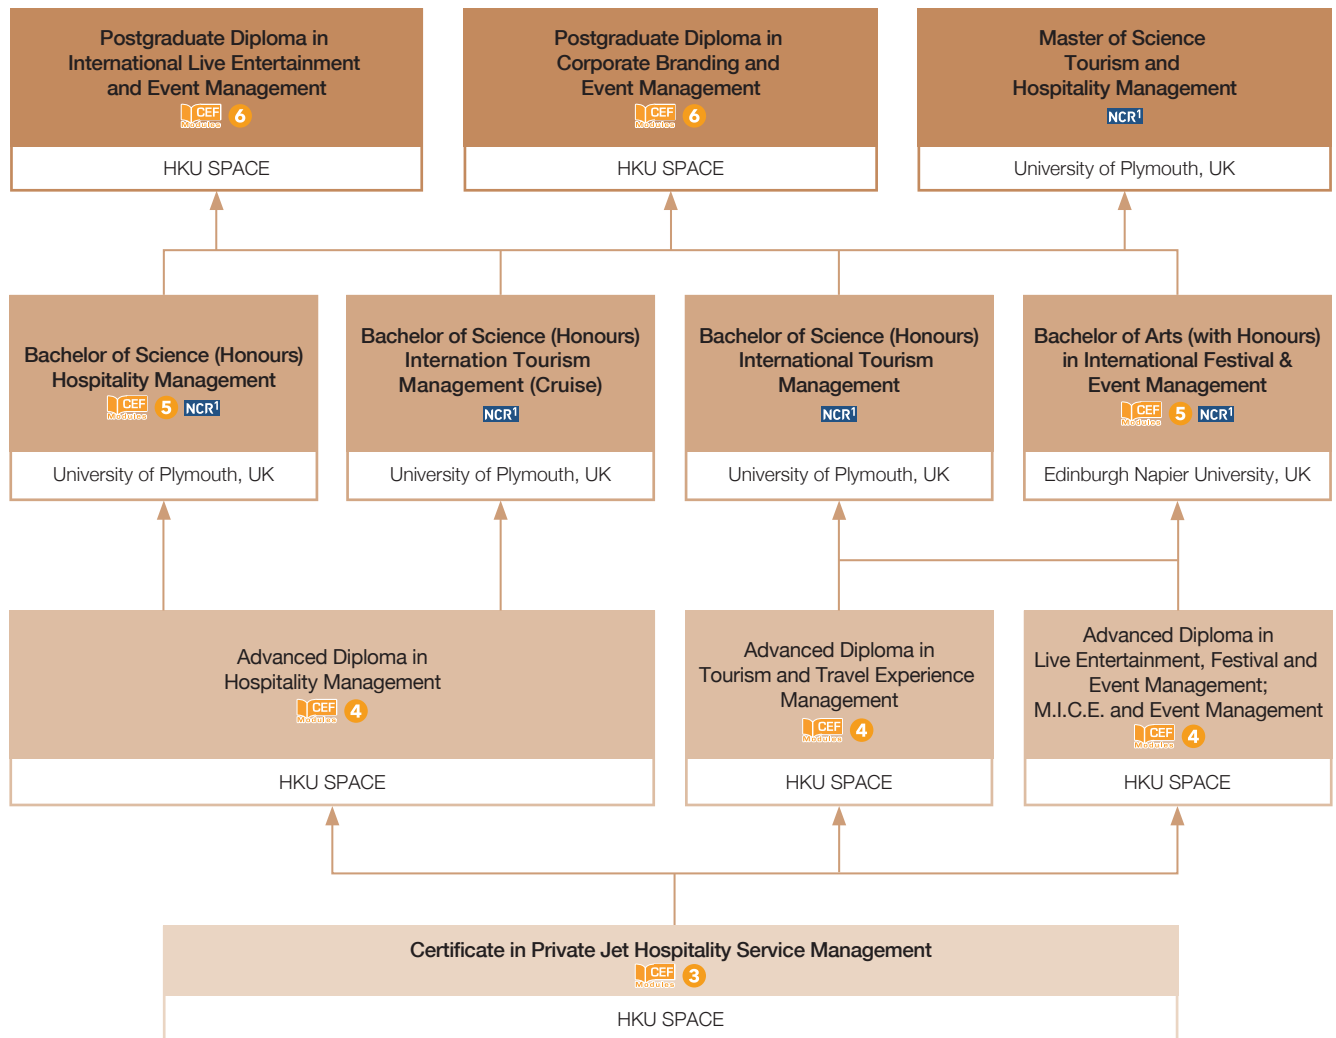 Postgraduate Diploma in
International Live Entertainment
and Event Management
CEF
Modules
6
HKU SPACE
Postgraduate Diploma in
Corporate Branding and
Event Management
CEF
Modules
6
HKU SPACE
Master of Science
Tourism and
Hospitality Management
NCR1
University of Plymouth, UK
Bachelor of Science (Honours)
Hospitality Management
CEF
Modules
5
NCR1
University of Plymouth, UK
Bachelor of Science (Honours)
Internation Tourism
Management (Cruise)
NCR1
University of Plymouth, UK
Bachelor of Science (Honours)
International Tourism
Management
NCR1
University of Plymouth, UK
Bachelor of Arts (with Honours)
in International Festival &
Event Management
CEF
Modules
5
NCR1
Edinburgh Napier University, UK
Advanced Diploma in
Hospitality Management
CEF
Modules
4
HKU SPACE
Advanced Diploma in
Tourism and Travel Experience
Management
CEF
Modules
4
HKU SPACE
Advanced Diploma in
Live Entertainment, Festival and
Event Management;
M.I.C.E. and Event Management
CEF
Modules
4
HKU SPACE
Certificate in Private Jet Hospitality Service Management
CEF
Modules
3
HKU SPACE